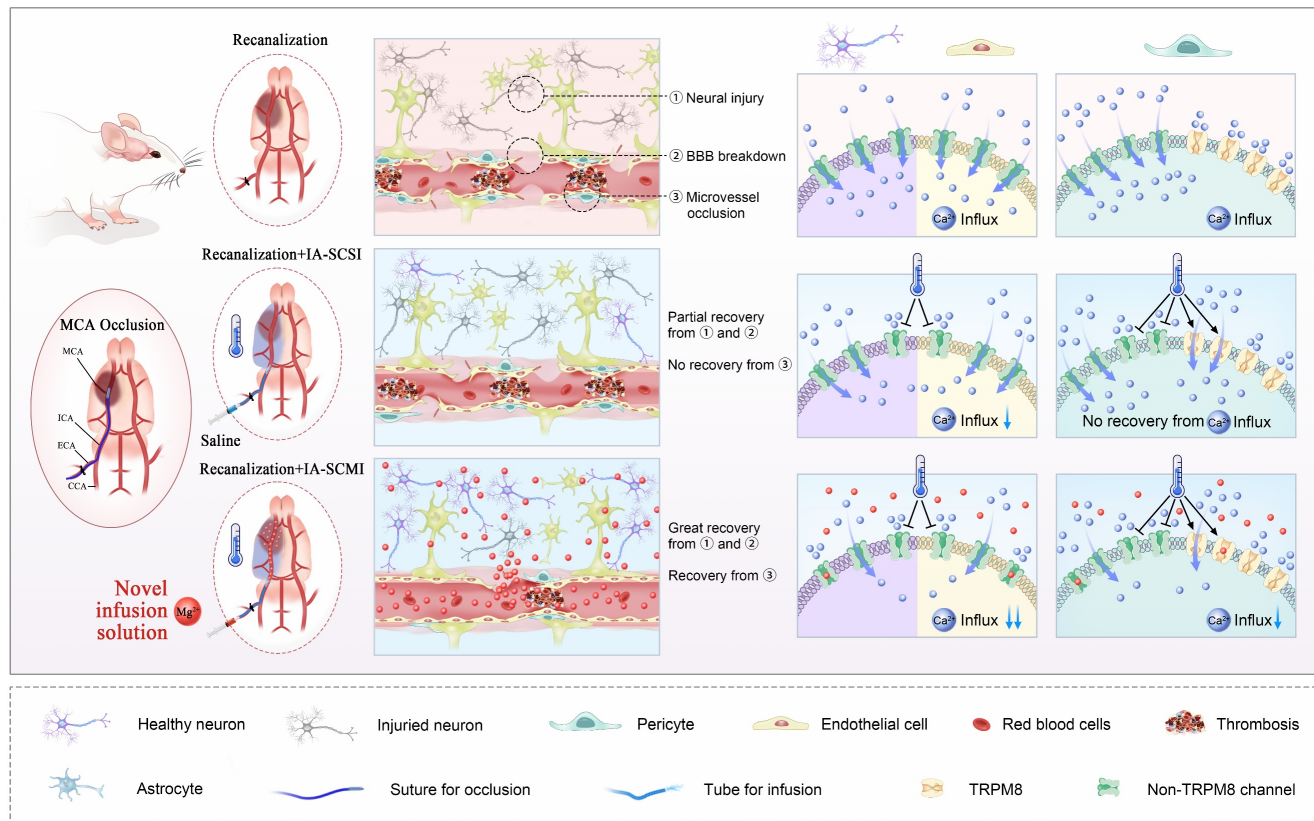 Recanalization
① Neural injury
② BBB breakdown
③ Microvessel
occlusion
Ca²⁺ Influx
Ca²⁺ Influx
Recanalization+IA-SCSI
MCA Occlusion
MCA
ICA
ECA
CCA
Saline
Partial recovery
from ① and ②
No recovery from ③
Ca²⁺ Influx
No recovery from Ca²⁺ Influx
Recanalization+IA-SCMI
Novel
infusion
solution
Mg²⁺
Great recovery
from ① and ②
Recovery from ③
Ca²⁺ Influx
Ca²⁺ Influx
Healthy neuron
Injuried neuron
Pericyte
Endothelial cell
Red blood cells
Thrombosis
Astrocyte
Suture for occlusion
Tube for infusion
TRPM8
Non-TRPM8 channel